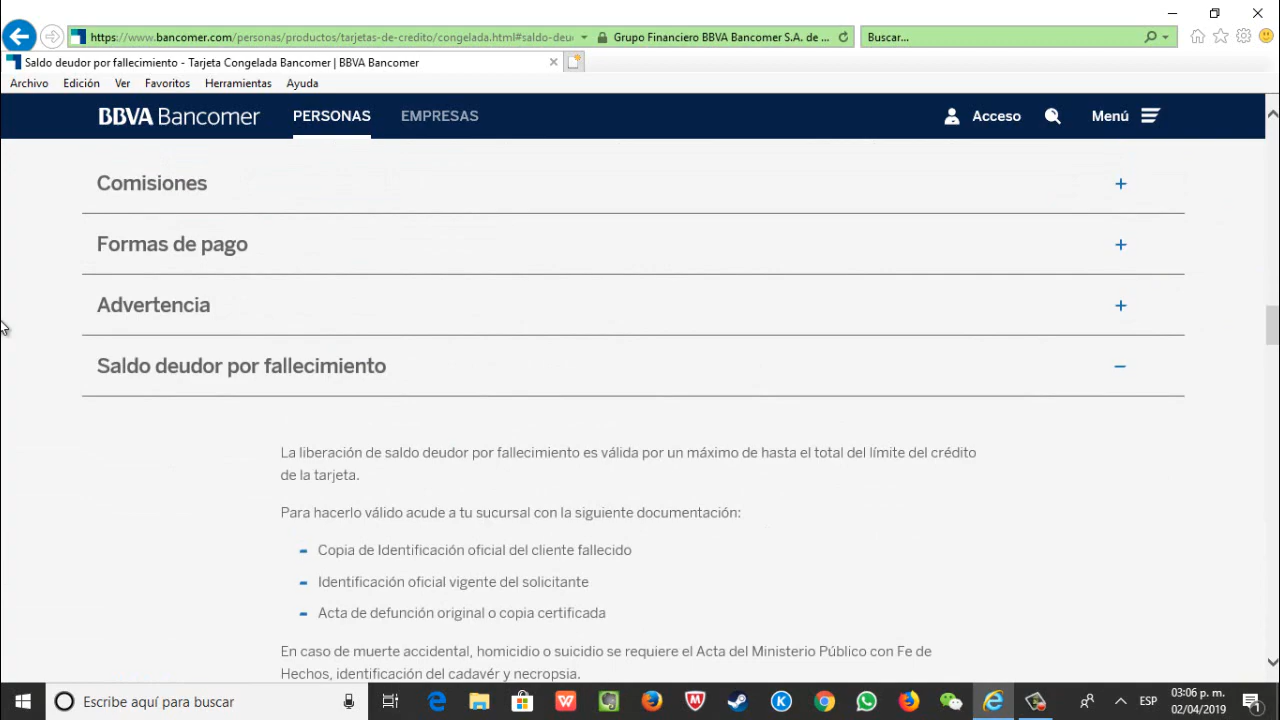 https://www.bancomer.com/personas/productos/tarjetas-de-credito/congelada.html#saldo-deu
Grupo Financiero BBVA Bancomer S.A. de ...
Buscar...
Saldo deudor por fallecimiento - Tarjeta Congelada Bancomer | BBVA Bancomer
Archivo Edición Ver Favoritos Herramientas Ayuda
BBVA Bancomer PERSONAS EMPRESAS Acceso Menú
Comisiones
Formas de pago
Advertencia
Saldo deudor por fallecimiento
La liberación de saldo deudor por fallecimiento es válida por un máximo de hasta el total del límite del crédito
de la tarjeta.
Para hacerlo válido acude a tu sucursal con la siguiente documentación:
Copia de Identificación oficial del cliente fallecido
Identificación oficial vigente del solicitante
Acta de defunción original o copia certificada
En caso de muerte accidental, homicidio o suicidio se requiere el Acta del Ministerio Público con Fe de
Hechos, identificación del cadavér y necropsia.
Escribe aquí para buscar
ESP
03:06 p. m.
02/04/2019